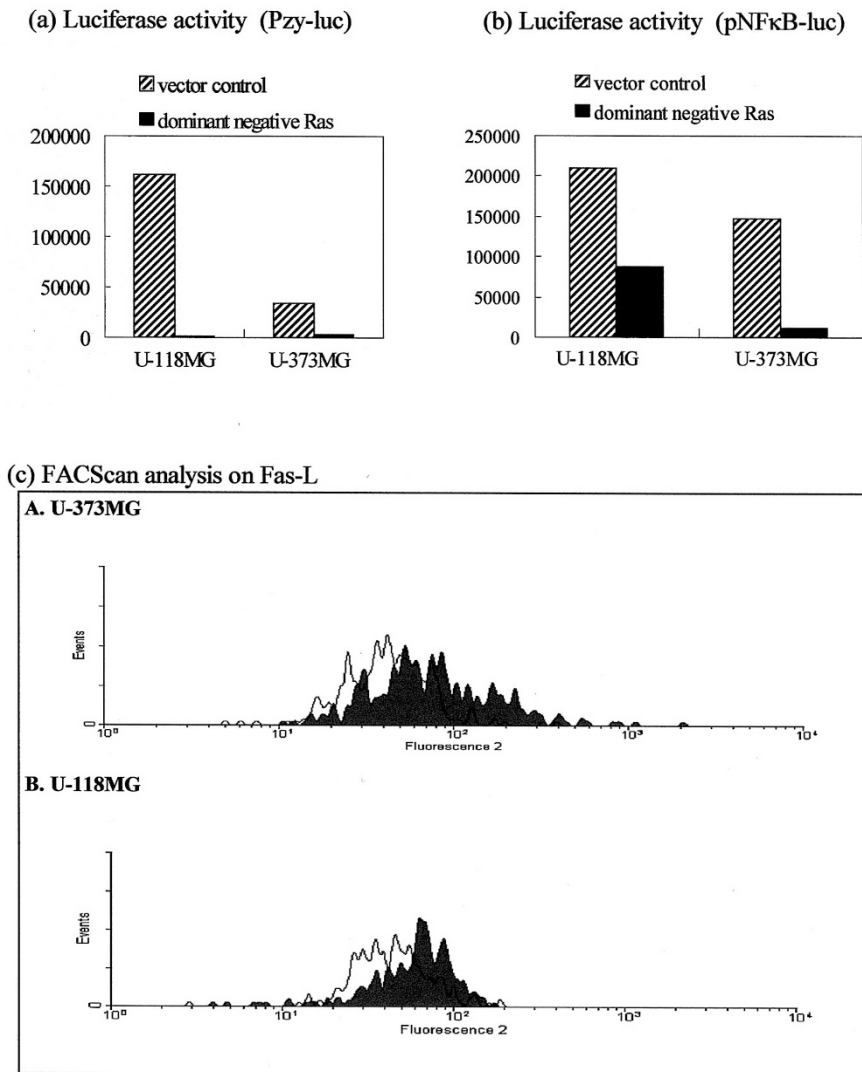 (a) Luciferase activity (Pzy-luc)
vector control
dominant negative Ras
200000
150000
100000
50000
0
U-118MG U-373MG
(b) Luciferase activity (pNFκB-luc)
vector control
dominant negative Ras
250000
200000
150000
100000
50000
0
U-118MG U-373MG
(c) FACScan analysis on Fas-L
A. U-373MG
Events
0
10⁰ 10¹ 10² 10³ 10⁴
Fluorescence 2
B. U-118MG
Events
0
10⁰ 10¹ 10² 10³ 10⁴
Fluorescence 2